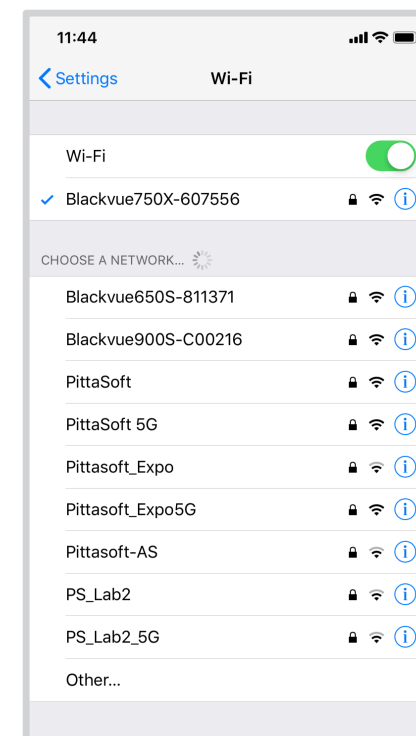 11:44
Settings Wi-Fi
Wi-Fi
Blackvue750X-607556
CHOOSE A NETWORK...
Blackvue650S-811371
Blackvue900S-C00216
PittaSoft
PittaSoft 5G
Pittasoft_Expo
Pittasoft_Expo5G
Pittasoft-AS
PS_Lab2
PS_Lab2_5G
Other...